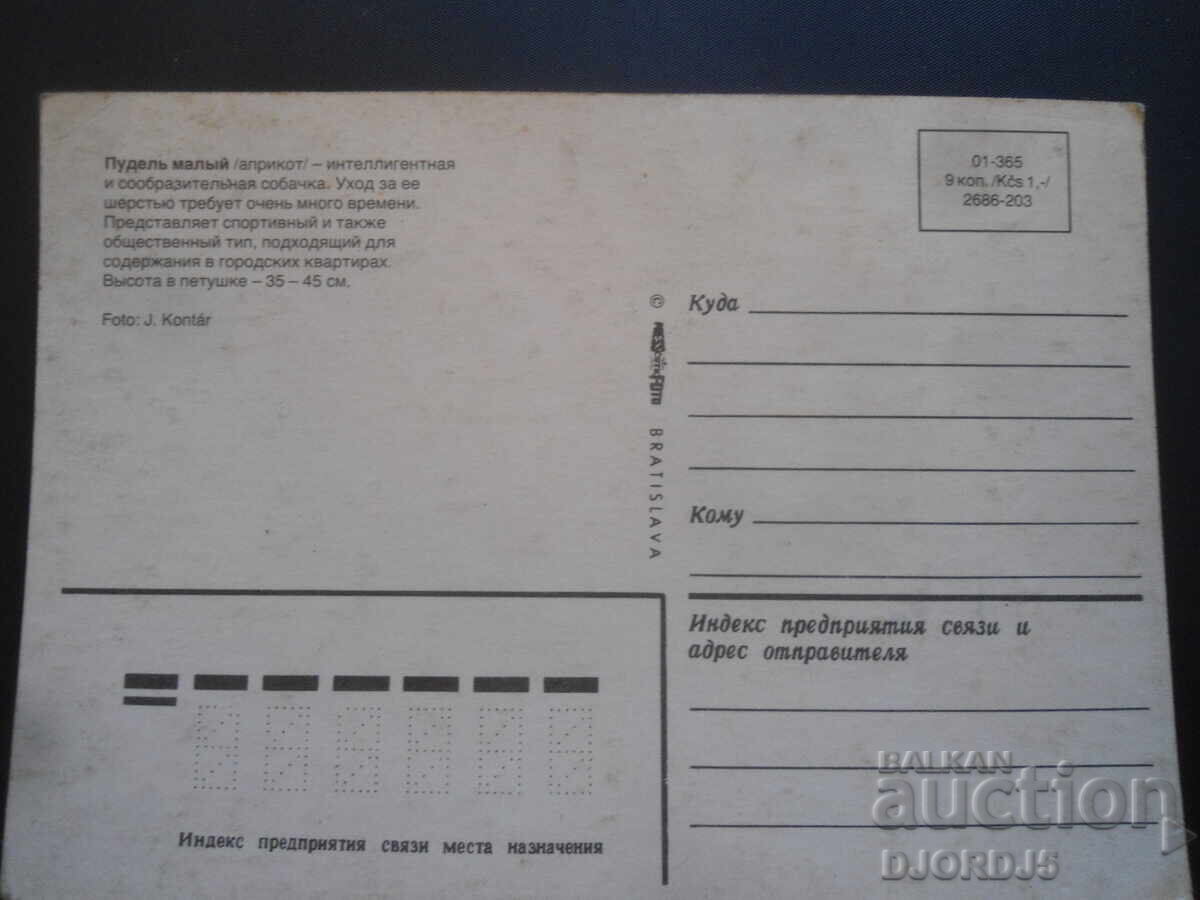 Пудель малый /априкот/ – интеллигентная
и сообразительная собачка. Уход за ее
шерстью требует очень много времени.
Представляет спортивный и также
общественный тип, подходящий для
содержания в городских квартирах.
Высота в петушке – 35 – 45 см.
Foto: J. Kontár
01-365
9 коп. /Kčs 1,-/
2686-203
©
BRATISLAVA
Куда
Кому
Индекс предприятия связи и
адрес отправителя
Индекс предприятия связи места назначения
BALKAN
auction
DJORDJ5